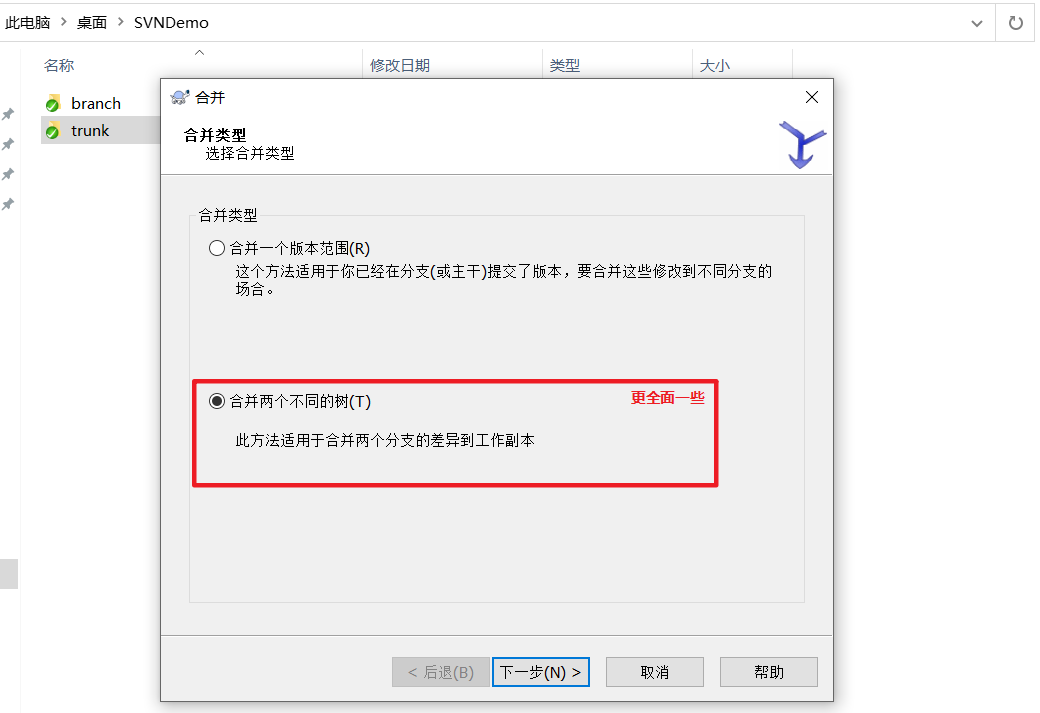 此电脑 > 桌面 > SVNDemo
名称 修改日期 类型 大小
branch
trunk
合并
合并类型
选择合并类型
合并类型
合并一个版本范围(R)
这个方法适用于你已经在分支(或主干)提交了版本，要合并这些修改到不同分支的
场合。
合并两个不同的树(T) 更全面一些
此方法适用于合并两个分支的差异到工作副本
< 后退(B) 下一步(N) > 取消 帮助